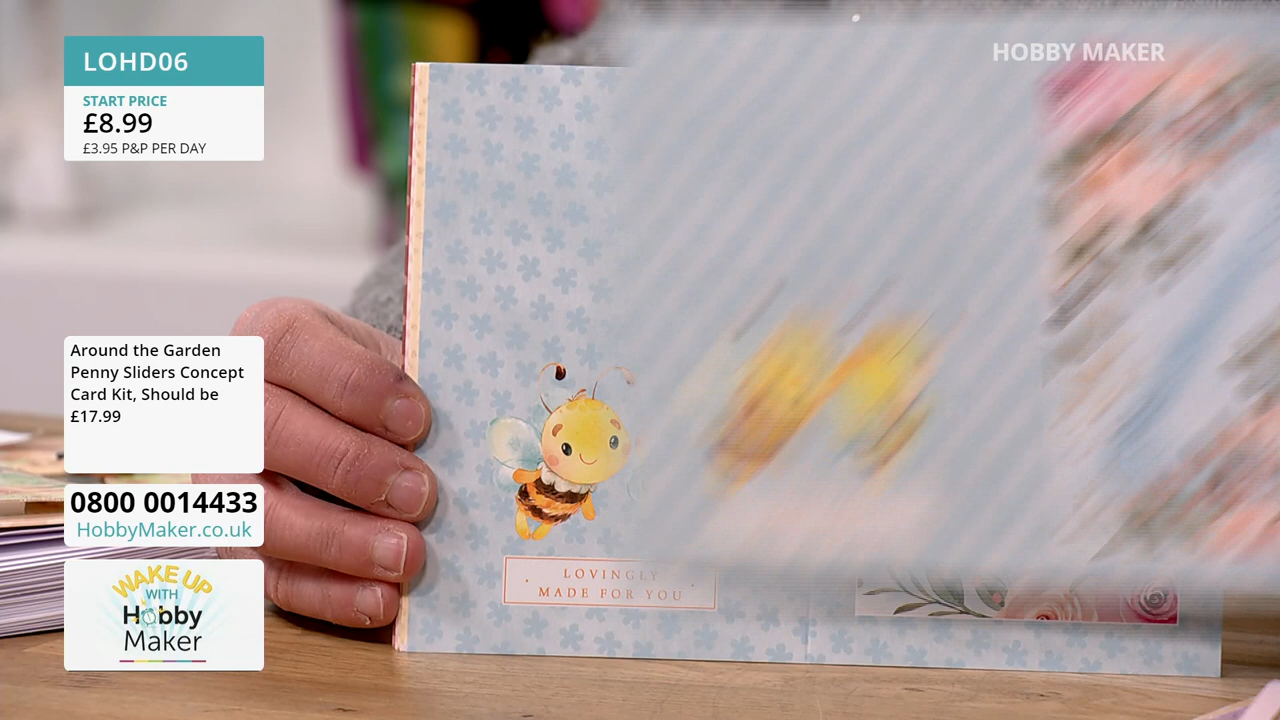 LOHD06
START PRICE
£8.99
£3.95 P&P PER DAY
HOBBY MAKER
Around the Garden
Penny Sliders Concept
Card Kit, Should be
£17.99
0800 0014433
HobbyMaker.co.uk
WAKE UP
WITH
Hobby
Maker
LOVINGLY
MADE FOR YOU